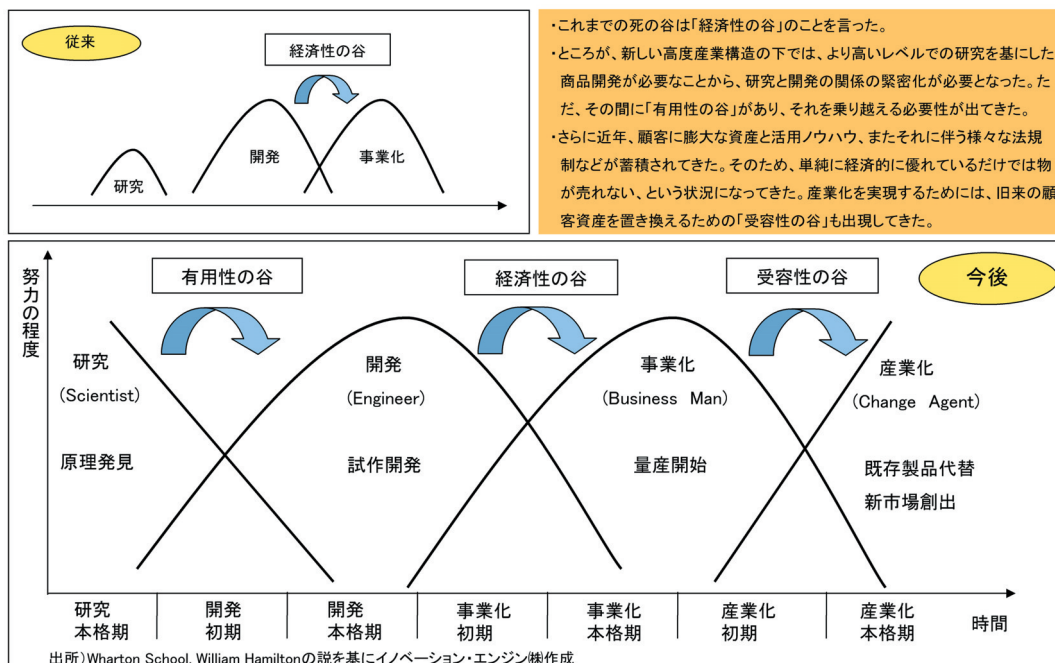 従来
経済性の谷
研究
開発
事業化
・これまでの死の谷は「経済性の谷」のことを言った。
・ところが、新しい高度産業構造の下では、より高いレベルでの研究を基にした
商品開発が必要なことから、研究と開発の関係の緊密化が必要となった。た
だ、その間に「有用性の谷」があり、それを乗り越える必要性が出てきた。
・さらに近年、顧客に膨大な資産と活用ノウハウ、またそれに伴う様々な法規
制などが蓄積されてきた。そのため、単純に経済的に優れているだけでは物
が売れない、という状況になってきた。産業化を実現するためには、旧来の顧
客資産を置き換えるための「受容性の谷」も出現してきた。
努力の程度
有用性の谷
経済性の谷
受容性の谷
今後
研究
(Scientist)
原理発見
開発
(Engineer)
試作開発
事業化
(Business Man)
量産開始
産業化
(Change Agent)
既存製品代替
新市場創出
研究
本格期
開発
初期
開発
本格期
事業化
初期
事業化
本格期
産業化
初期
産業化
本格期
時間
出所)Wharton School, William Hamiltonの説を基にイノベーション・エンジン㈱作成